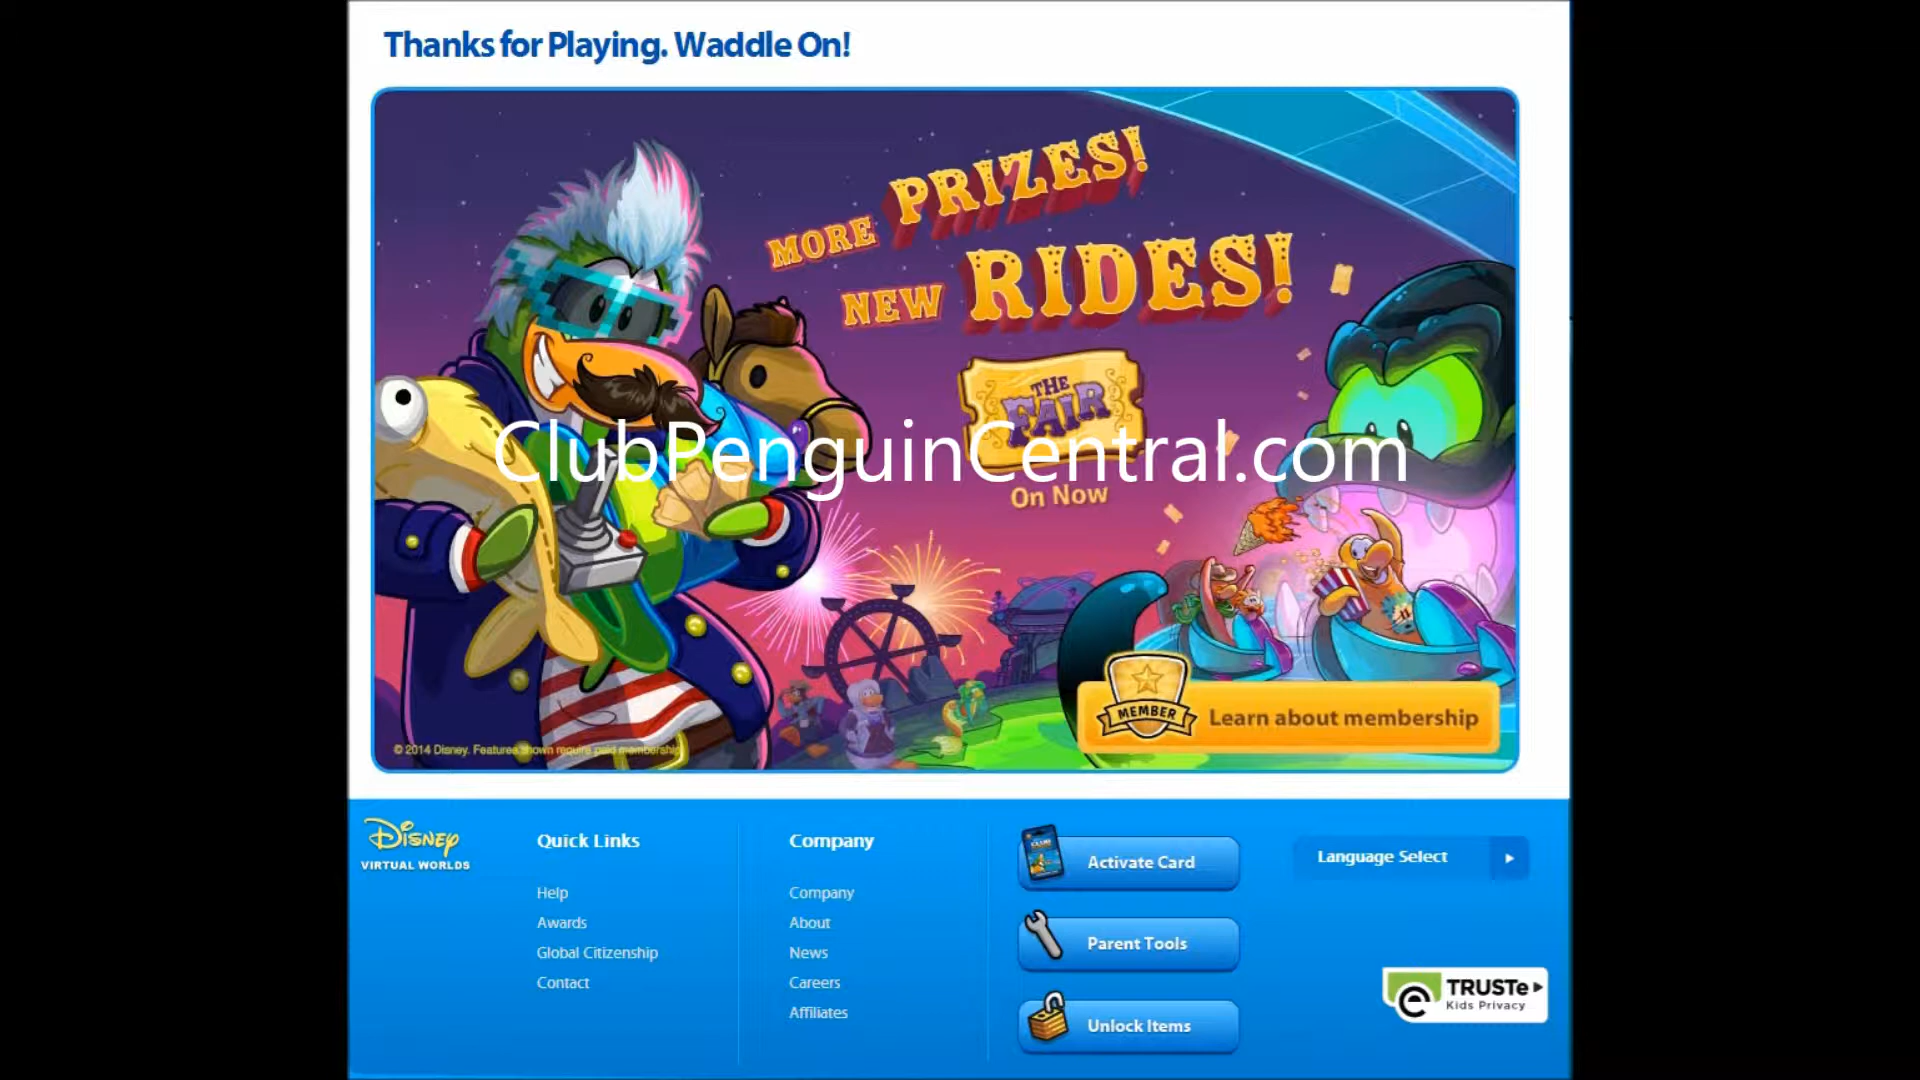 Thanks for Playing. Waddle On!
MORE PRIZES!
NEW RIDES!
THE
FAIR
ClubPenguinCentral.com
On Now
MEMBER
Learn about membership
© 2014 Disney. Features shown require paid membership.
Disney
VIRTUAL WORLDS
Quick Links
Help
Awards
Global Citizenship
Contact
Company
Company
About
News
Careers
Affiliates
Activate Card
Parent Tools
Unlock Items
Language Select
TRUSTe
Kids Privacy